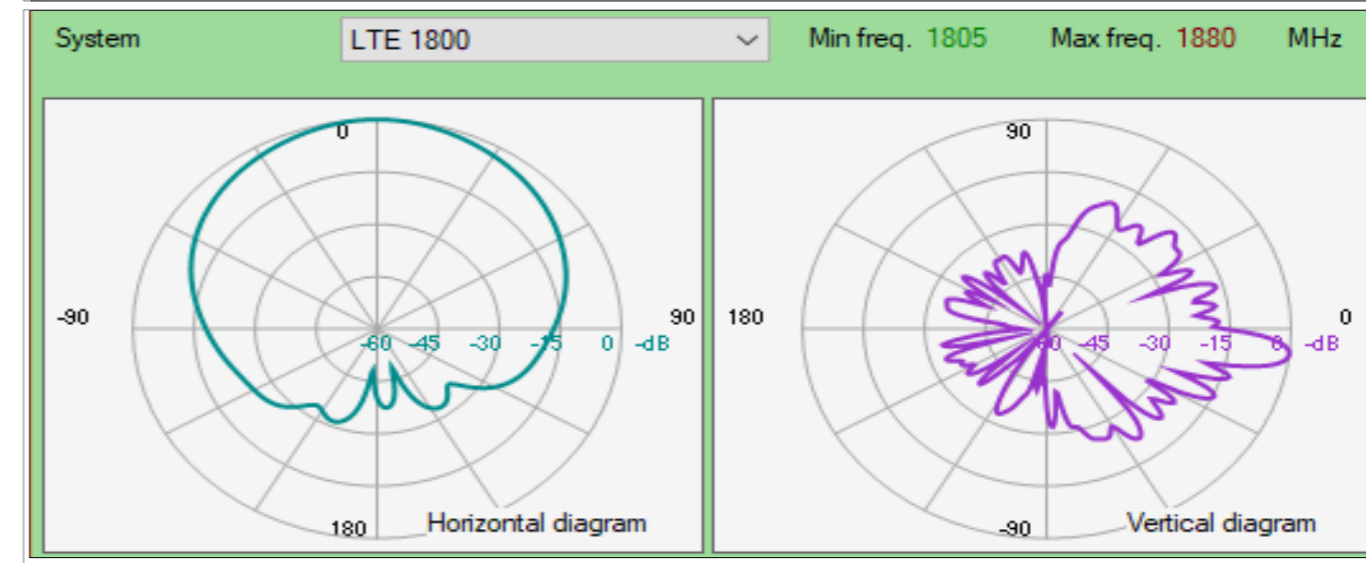 System LTE 1800 Min freq. 1805 Max freq. 1880 MHz
0
-90 90
-60 -45 -30 -15 0 -dB
180 Horizontal diagram
90
180 0
-60 -45 -30 -15 0 -dB
-90 Vertical diagram